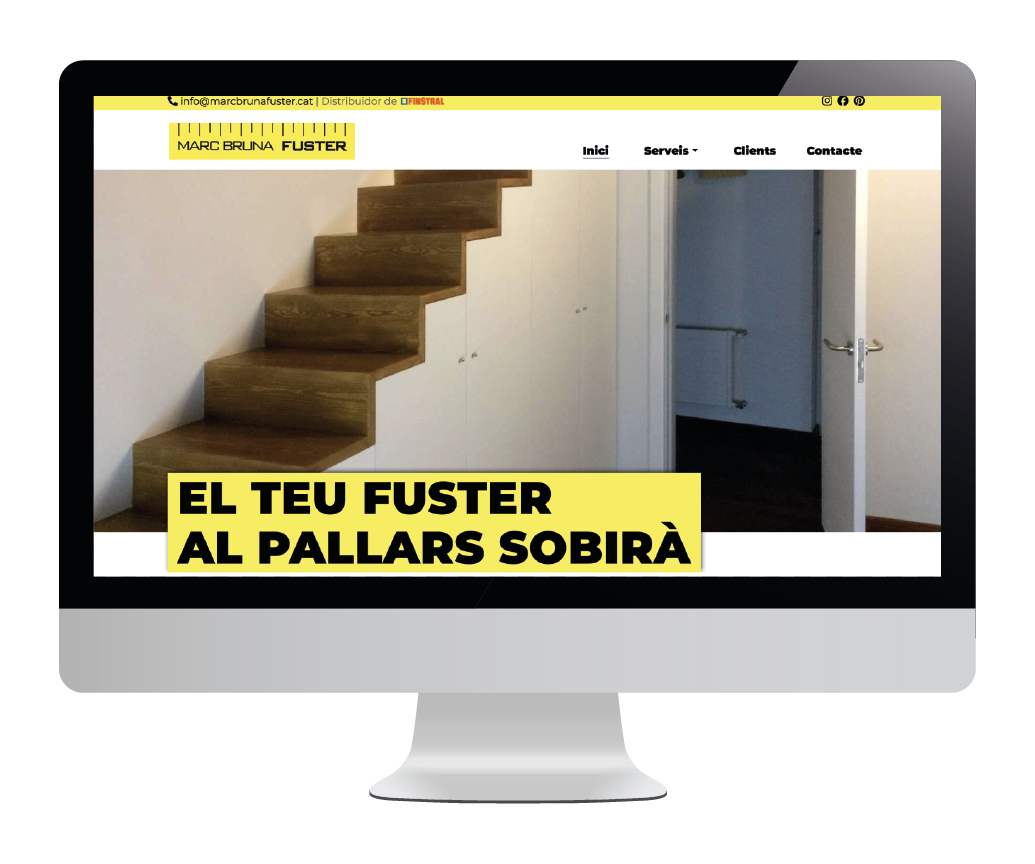 info@marcbrunafuster.cat | Distribuidor de FINSTRAL
MARC BRUNA FUSTER
Inici Serveis Clients Contacte
EL TEU FUSTER
AL PALLARS SOBIRÀ